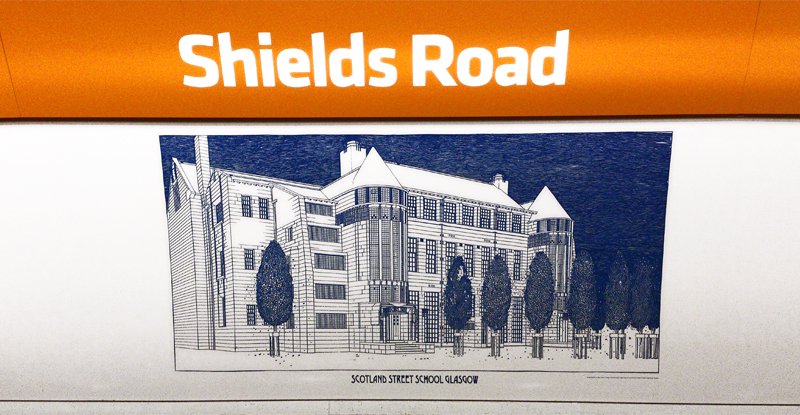 Shields Road
SCOTLAND STREET SCHOOL GLASGOW